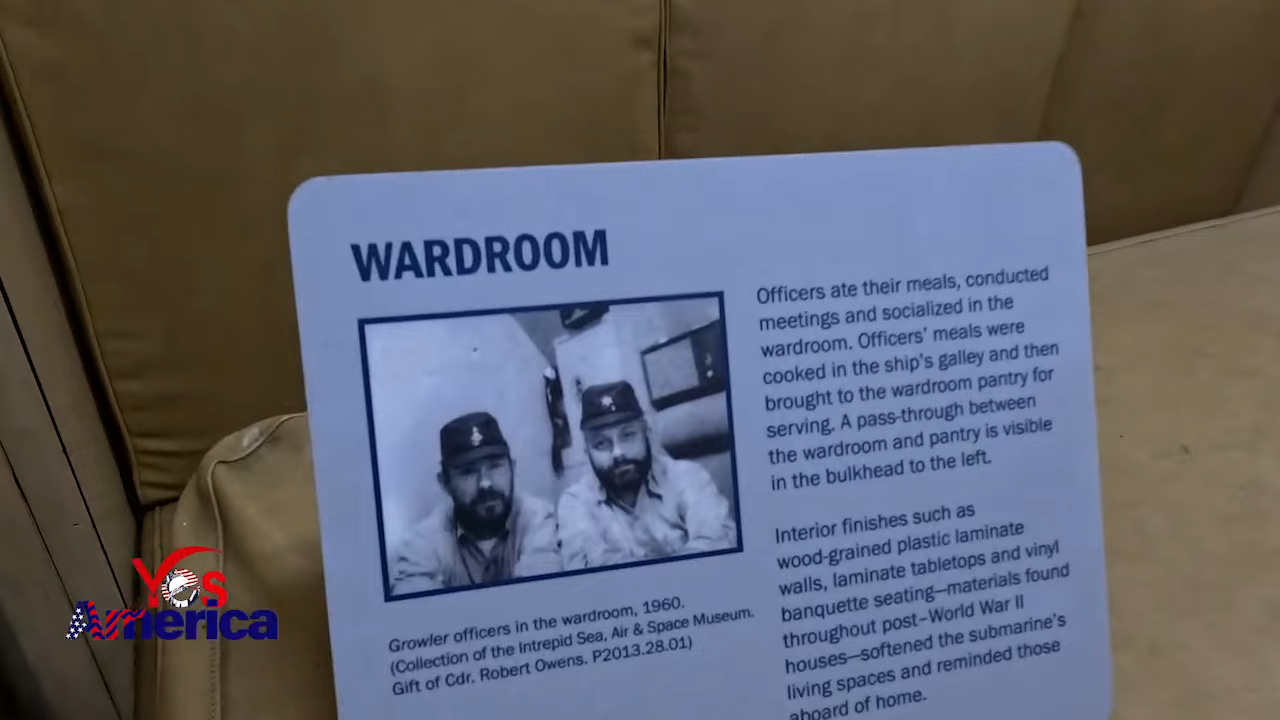 WARDROOM
Growler officers in the wardroom, 1960.
(Collection of the Intrepid Sea, Air & Space Museum.
Gift of Cdr. Robert Owens. P2013.28.01)
Officers ate their meals, conducted
meetings and socialized in the
wardroom. Officers' meals were
cooked in the ship's galley and then
brought to the wardroom pantry for
serving. A pass-through between
the wardroom and pantry is visible
in the bulkhead to the left.
Interior finishes such as
wood-grained plastic laminate
walls, laminate tabletops and vinyl
banquette seating—materials found
throughout post–World War II
houses—softened the submarine's
living spaces and reminded those
aboard of home.
Yes
America